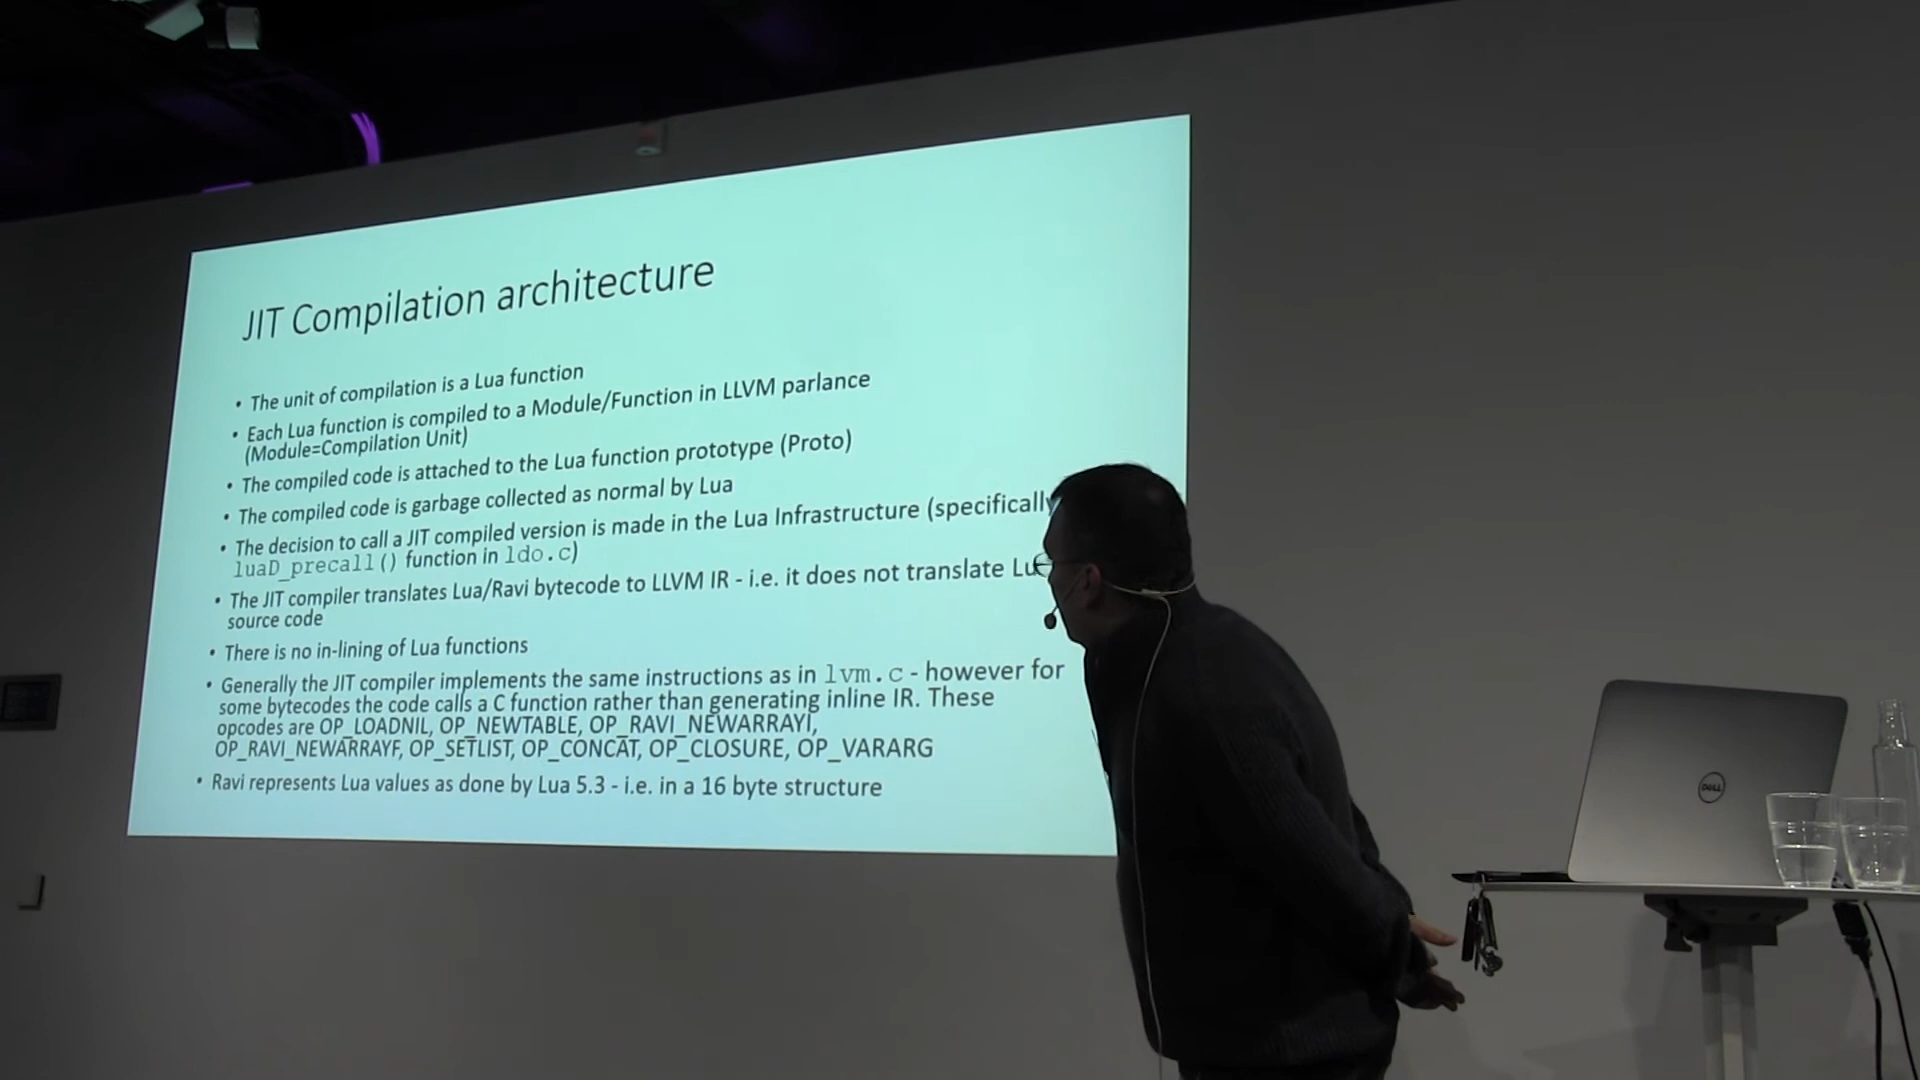 JIT Compilation architecture
• The unit of compilation is a Lua function
• Each Lua function is compiled to a Module/Function in LLVM parlance
(Module=Compilation Unit)
• The compiled code is attached to the Lua function prototype (Proto)
• The compiled code is garbage collected as normal by Lua
• The decision to call a JIT compiled version is made in the Lua Infrastructure (specifically
luaD_precall() function in ldo.c)
• The JIT compiler translates Lua/Ravi bytecode to LLVM IR - i.e. it does not translate
source code
• There is no in-lining of Lua functions
• Generally the JIT compiler implements the same instructions as in lvm.c - however for
some bytecodes the code calls a C function rather than generating inline IR. These
opcodes are OP_LOADNIL, OP_NEWTABLE, OP_RAVI_NEWARRAYI,
OP_RAVI_NEWARRAYF, OP_SETLIST, OP_CONCAT, OP_CLOSURE, OP_VARARG
• Ravi represents Lua values as done by Lua 5.3 - i.e. in a 16 byte structure
DELL